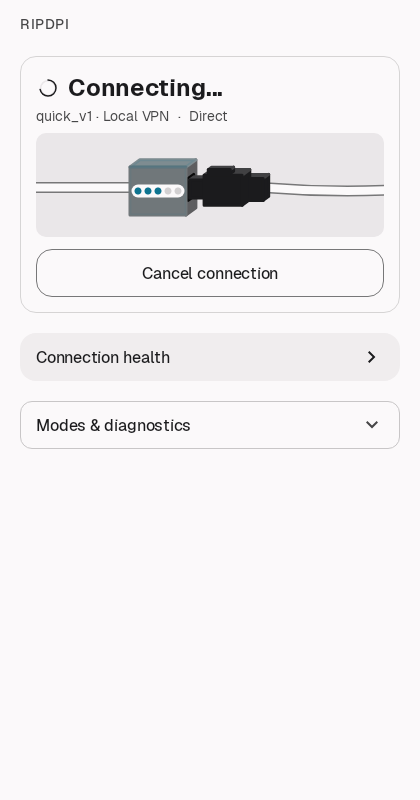 RIPDPI
Connecting...
quick_v1 · Local VPN · Direct
Cancel connection
Connection health
Modes & diagnostics